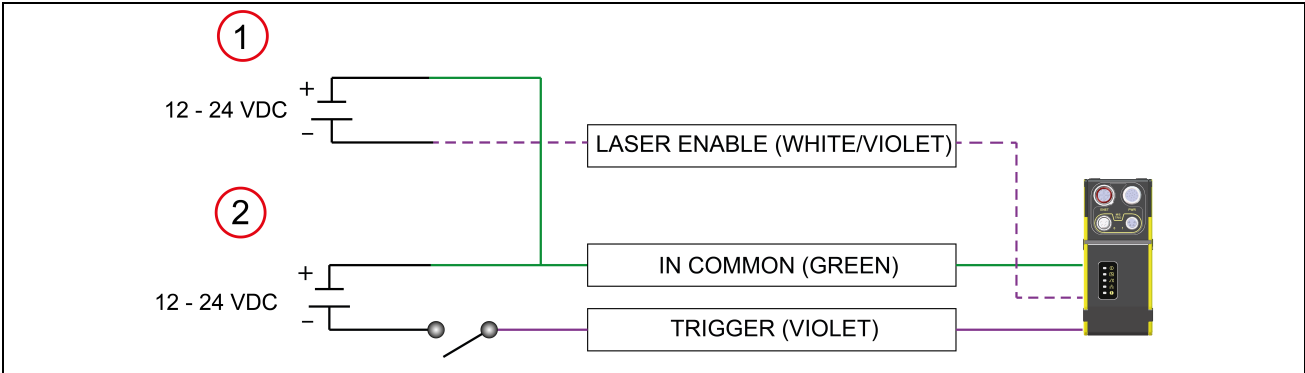 1
+
12 - 24 VDC
–
LASER ENABLE (WHITE/VIOLET)
2
+
IN COMMON (GREEN)
12 - 24 VDC
–
TRIGGER (VIOLET)